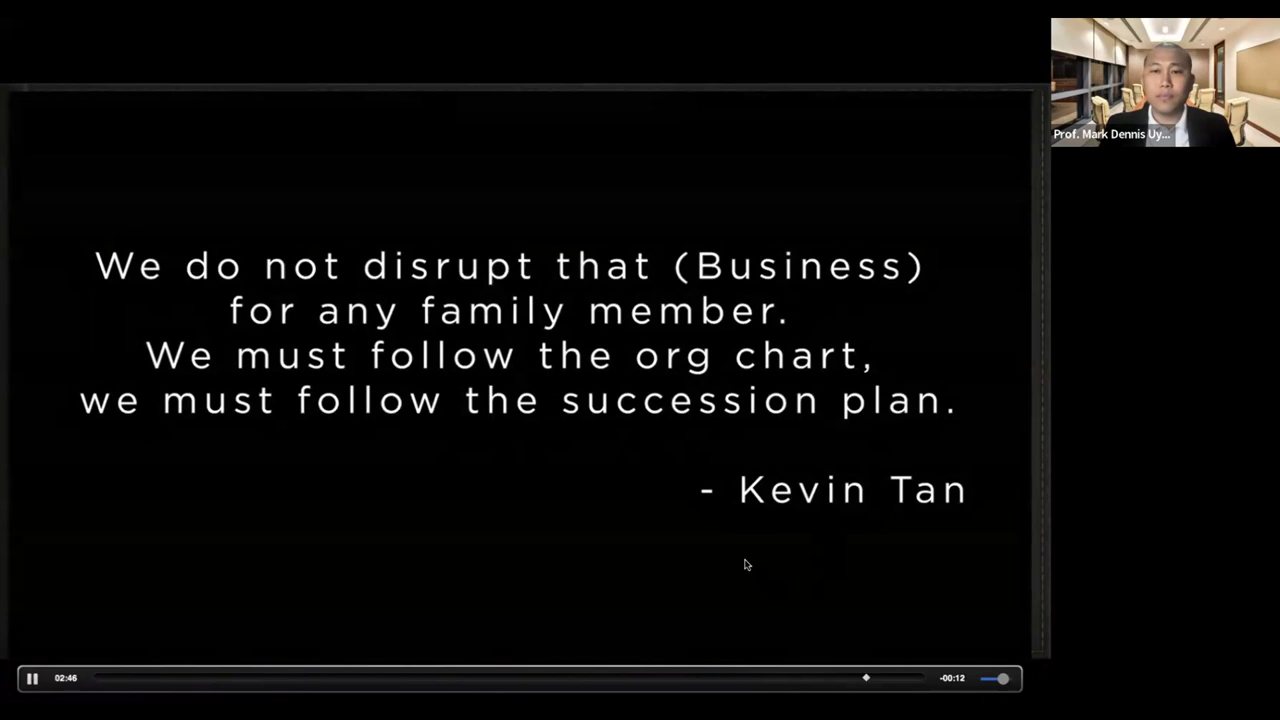 Prof. Mark Dennis Uy...
We do not disrupt that (Business)
for any family member.
We must follow the org chart,
we must follow the succession plan.
- Kevin Tan
02:46
-00:12